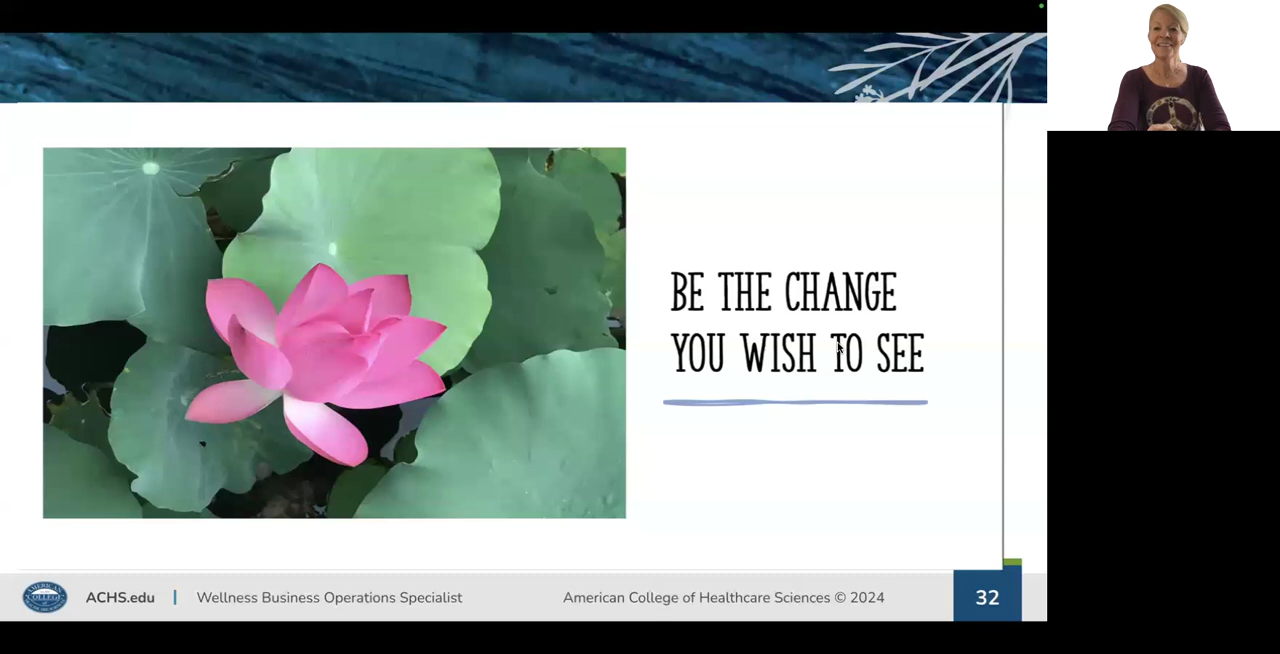 BE THE CHANGE
YOU WISH TO SEE
ACHS.edu | Wellness Business Operations Specialist American College of Healthcare Sciences © 2024 32